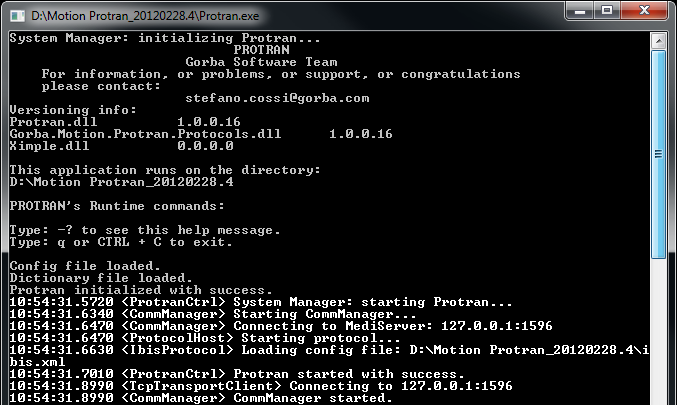 D:\Motion Protran_20120228.4\Protran.exe
System Manager: initializing Protran...
PROTRAN
Gorba Software Team
For information, or problems, or support, or congratulations
please contact:
stefano.cossi@gorba.com
Versioning info:
Protran.dll 1.0.0.16
Gorba.Motion.Protran.Protocols.dll 1.0.0.16
Ximple.dll 0.0.0.0
This application runs on the directory:
D:\Motion Protran_20120228.4
PROTRAN's Runtime commands:
Type: -? to see this help message.
Type: q or CTRL + C to exit.
Config file loaded.
Dictionary file loaded.
Protran initialized with success.
10:54:31.5720 <ProtranCtrl> System Manager: starting Protran...
10:54:31.6340 <CommManager> Starting CommManager...
10:54:31.6470 <CommManager> Connecting to MediServer: 127.0.0.1:1596
10:54:31.6470 <ProtocolHost> Starting protocol...
10:54:31.6630 <IbisProtocol> Loading config file: D:\Motion Protran_20120228.4\i
bis.xml
10:54:31.7010 <ProtranCtrl> Protran started with success.
10:54:31.8990 <TcpTransportClient> Connecting to 127.0.0.1:1596
10:54:31.8990 <CommManager> CommManager started.